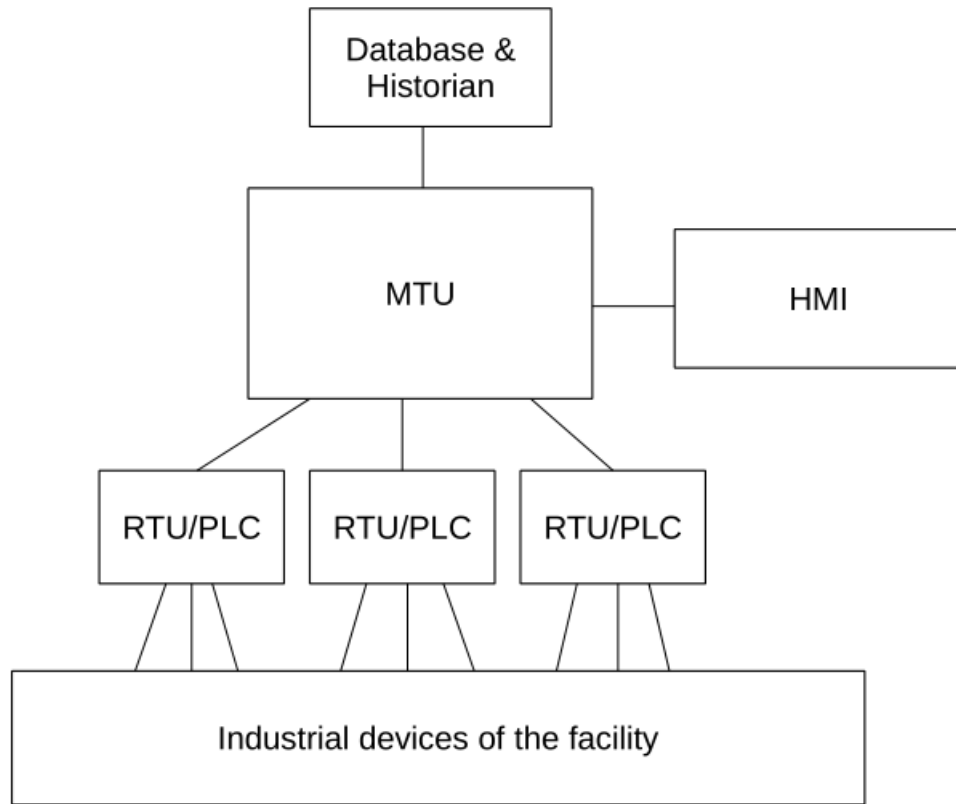 Database &
Historian
MTU
HMI
RTU/PLC
RTU/PLC
RTU/PLC
Industrial devices of the facility